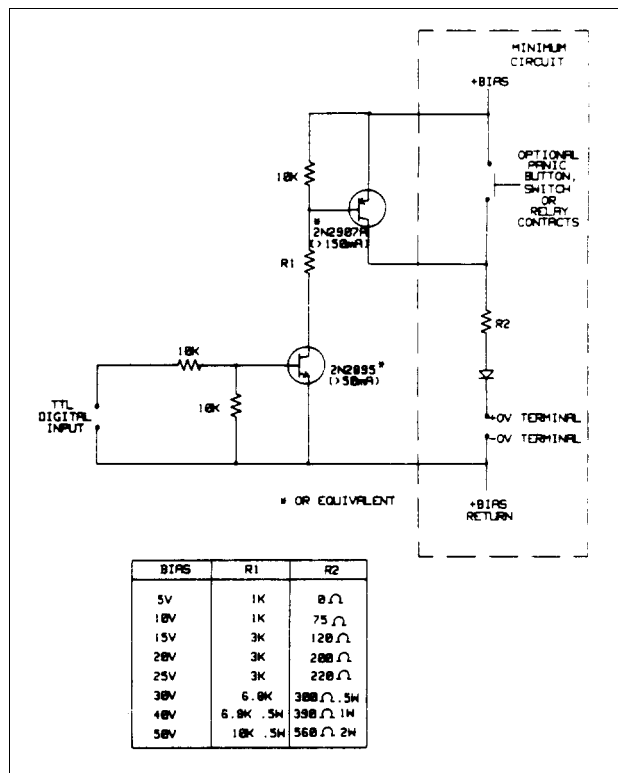 MINIMUM
CIRCUIT
+BIAS
OPTIONAL
PANIC
BUTTON,
SWITCH
OR
RELAY
CONTACTS
10K
*
2N2907A
(>150mA)
R1
R2
10K
2N2895 *
(>50mA)
TTL
DIGITAL
INPUT
10K
+OV TERMINAL
-OV TERMINAL
* OR EQUIVALENT
+BIAS
RETURN
BIAS R1 R2
5V 1K 0Ω
10V 1K 75Ω
15V 3K 120Ω
20V 3K 200Ω
25V 3K 220Ω
30V 6.8K 300Ω .5W
40V 6.8K .5W 390Ω 1W
50V 10K .5W 560Ω 2W